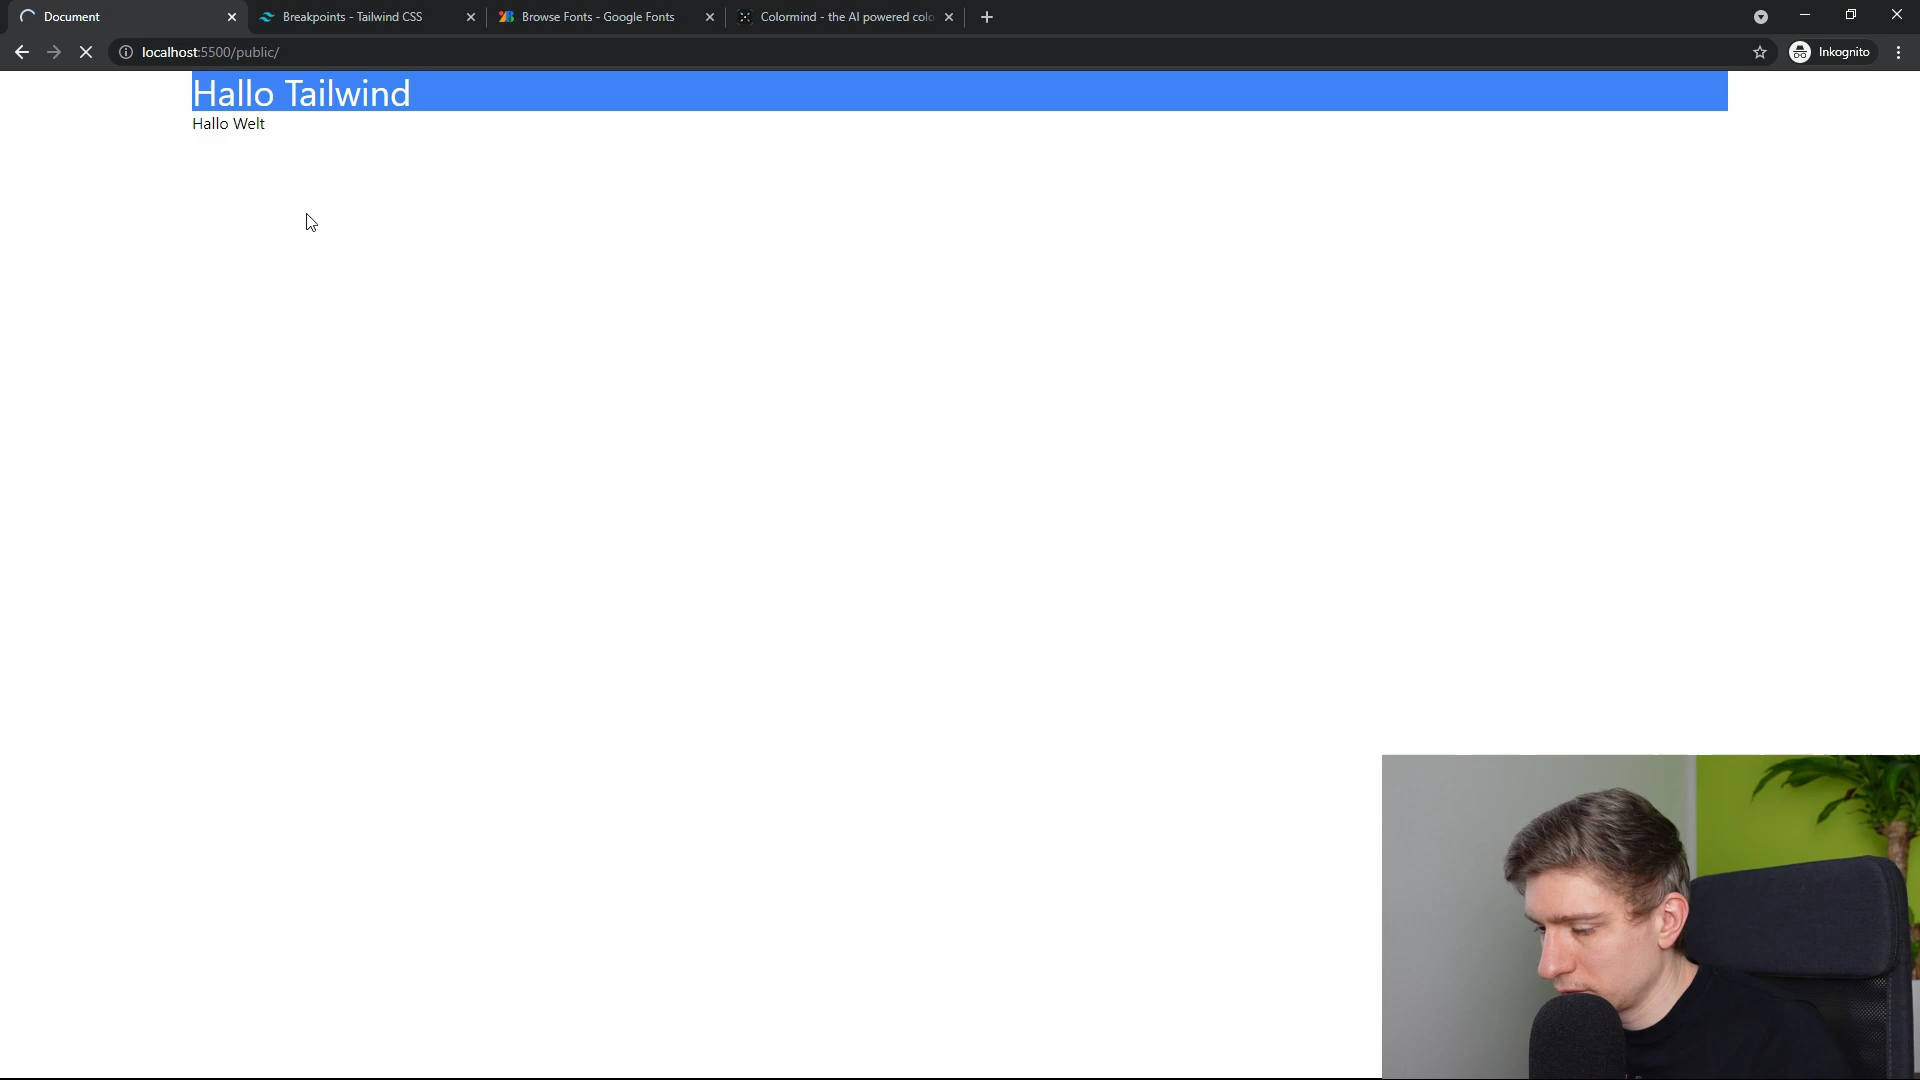 Document
Breakpoints - Tailwind CSS
Browse Fonts - Google Fonts
Colormind - the AI powered colo
localhost:5500/public/
Inkognito
Hallo Tailwind
Hallo Welt